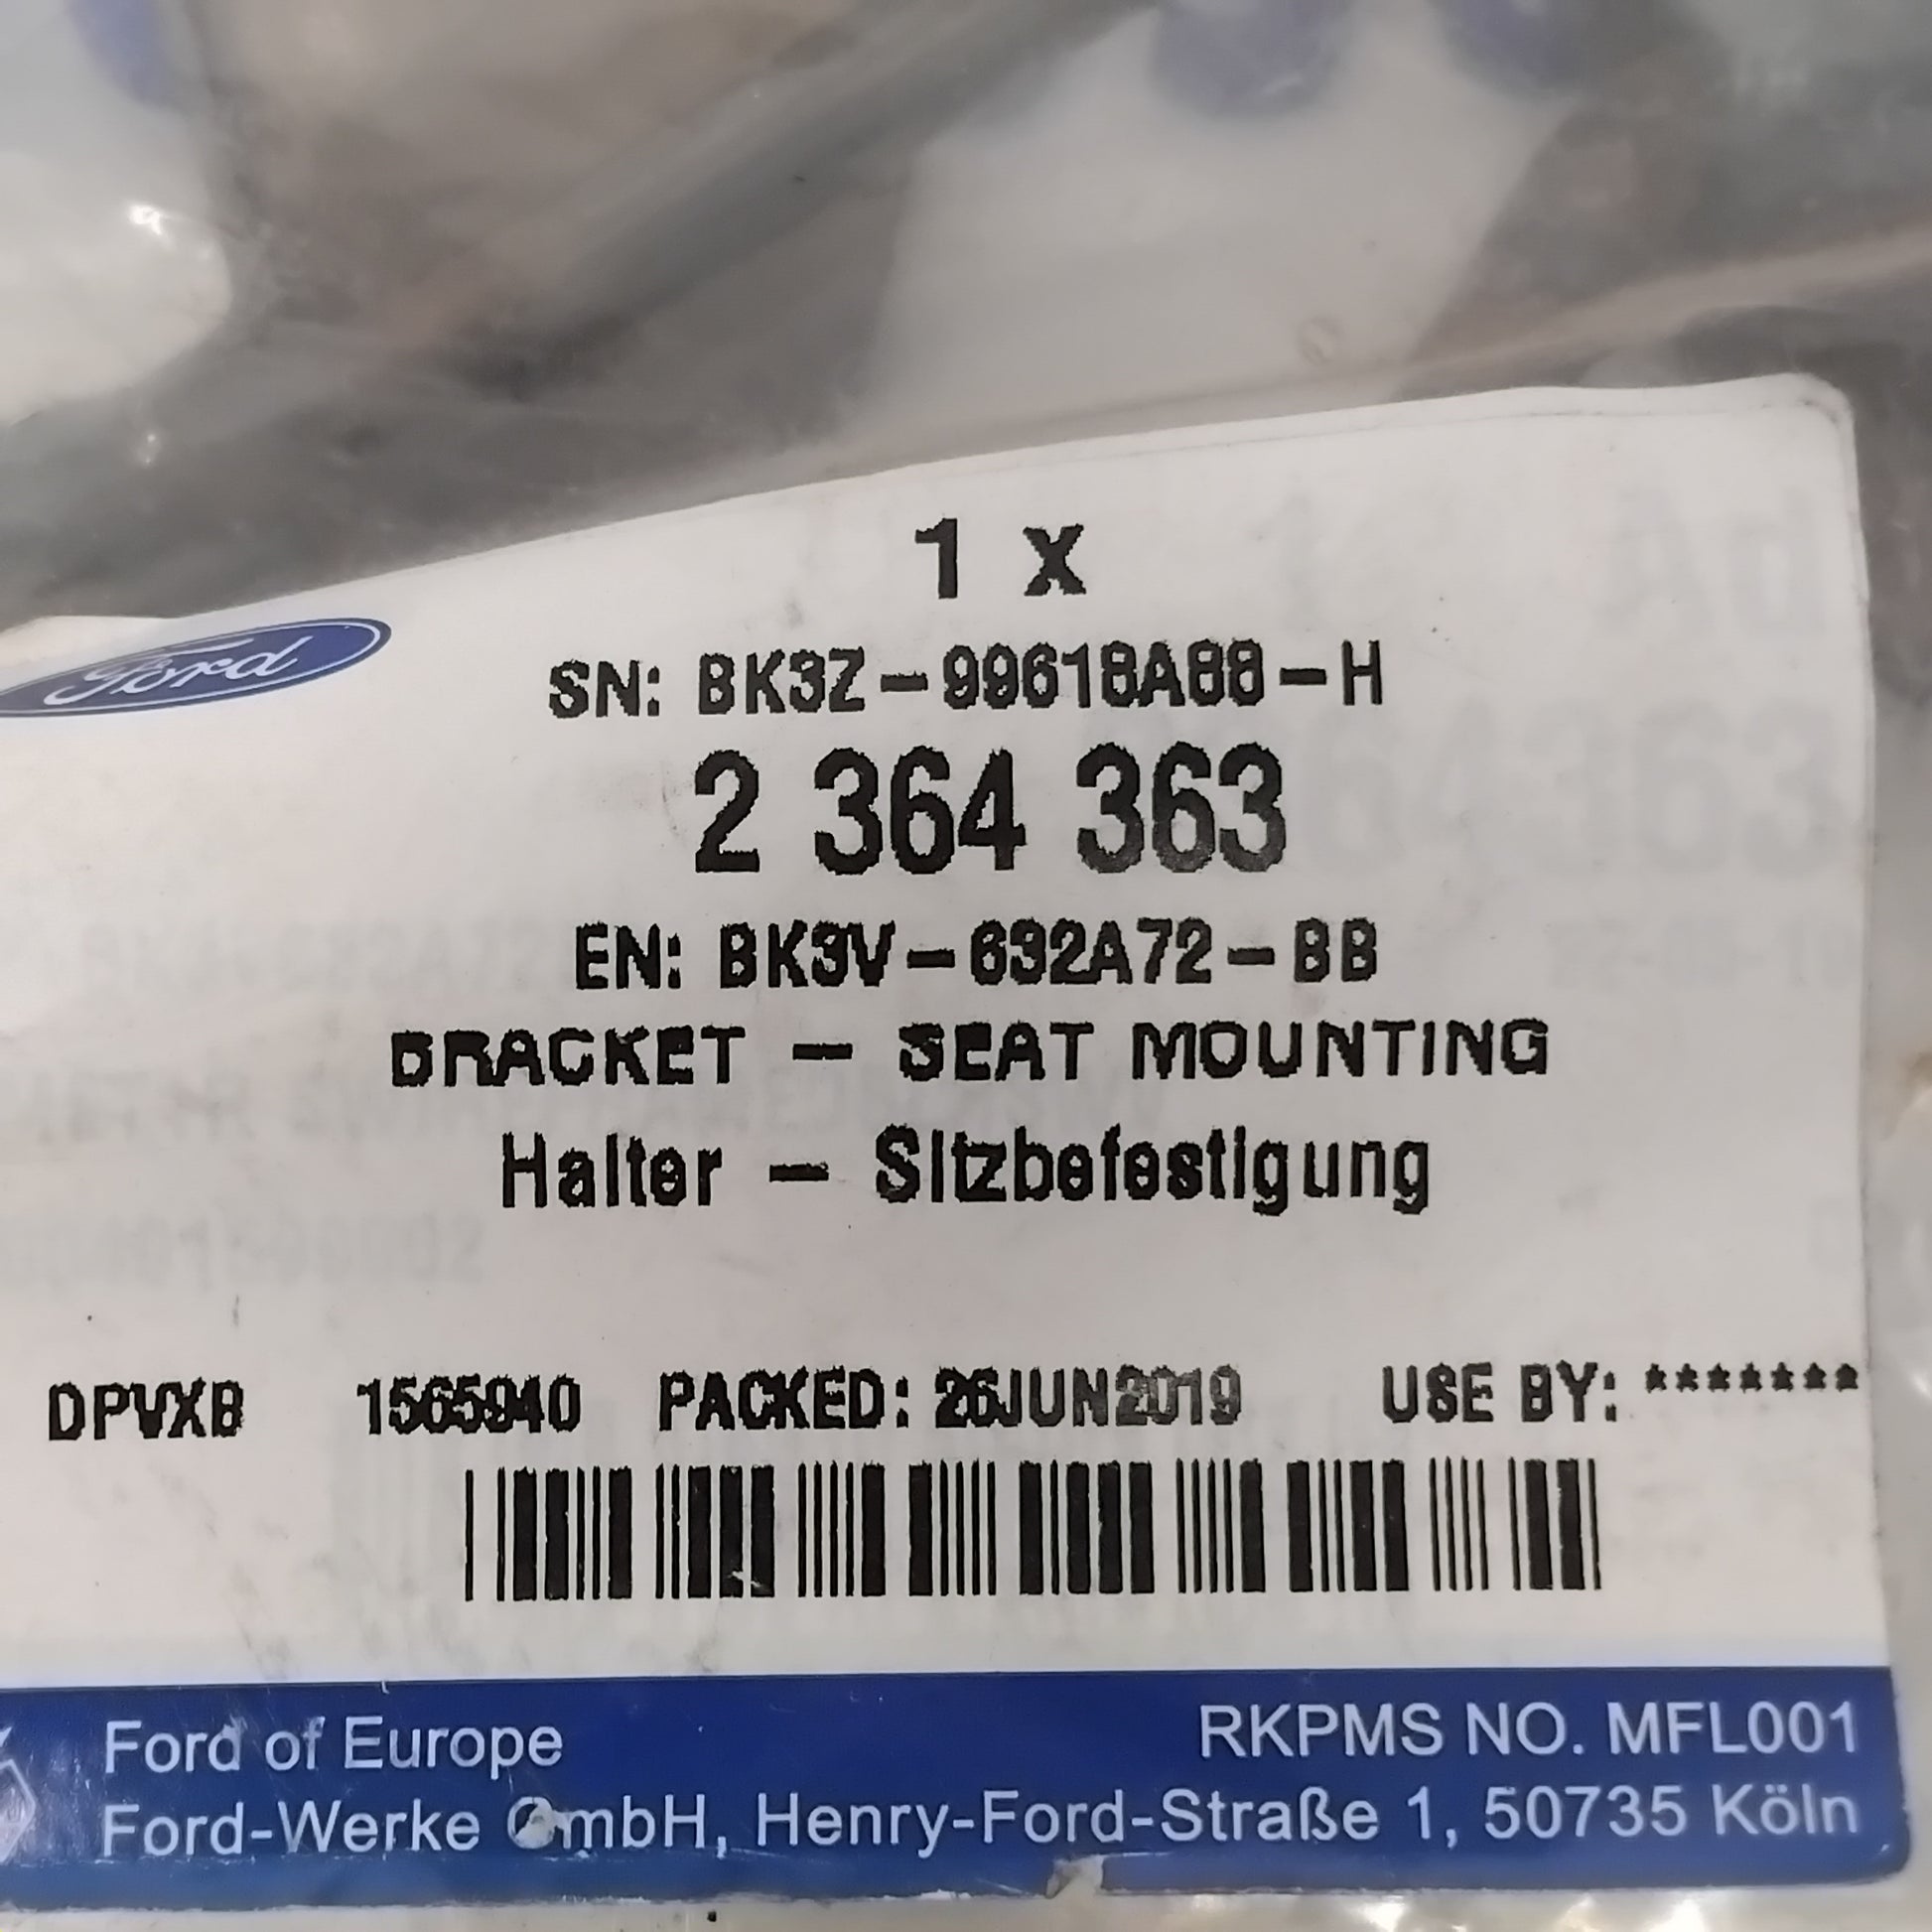 1 x
Ford
SN: BK3Z-99618A88-H
2 364 363
EN: BK3V-632A72-BB
BRACKET - SEAT MOUNTING
Halter - Sitzbefestigung
DPVXB 1565940 PACKED: 26JUN2019 USE BY: *******
Ford of Europe RKPMS NO. MFL001
Ford-Werke GmbH, Henry-Ford-Straße 1, 50735 Köln